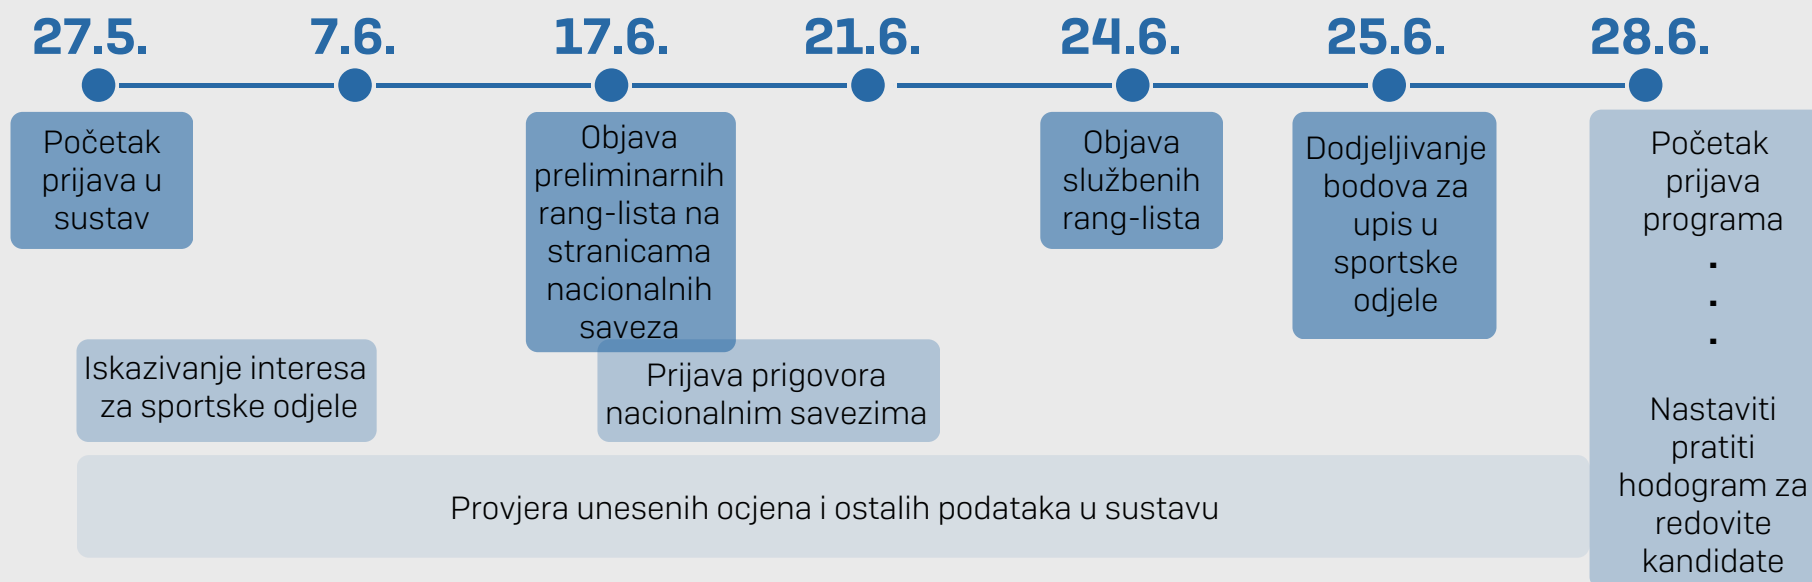 27.5.
7.6.
17.6.
21.6.
24.6.
25.6.
28.6.
Početak
prijava u
sustav
Objava
preliminarnih
rang-lista na
stranicama
nacionalnih
saveza
Objava
službenih
rang-lista
Dodjeljivanje
bodova za
upis u
sportske
odjele
Početak
prijava
programa
.
.
.
Nastaviti
pratiti
hodogram za
redovite
kandidate
Iskazivanje interesa
za sportske odjele
Prijava prigovora
nacionalnim savezima
Provjera unesenih ocjena i ostalih podataka u sustavu